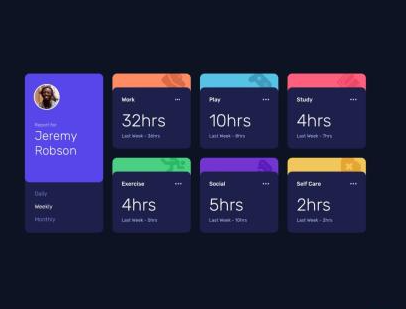 Report for
Jeremy
Robson
Daily
Weekly
Monthly
Work
32hrs
Last Week - 36hrs
Play
10hrs
Last Week - 8hrs
Study
4hrs
Last Week - 7hrs
Exercise
4hrs
Last Week - 5hrs
Social
5hrs
Last Week - 10hrs
Self Care
2hrs
Last Week - 2hrs